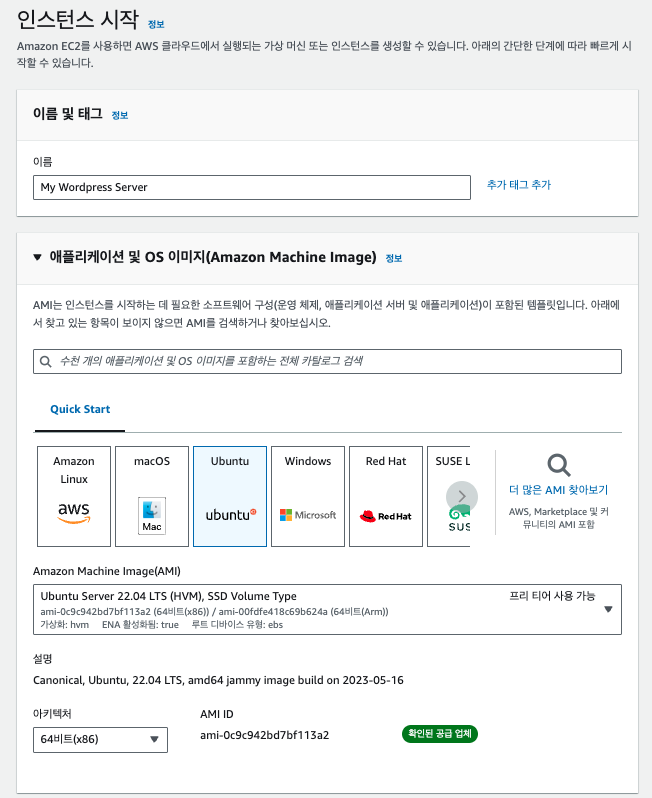 인스턴스 시작 정보
Amazon EC2를 사용하면 AWS 클라우드에서 실행되는 가상 머신 또는 인스턴스를 생성할 수 있습니다. 아래의 간단한 단계에 따라 빠르게 시
작할 수 있습니다.
이름 및 태그 정보
이름
My Wordpress Server
추가 태그 추가
애플리케이션 및 OS 이미지(Amazon Machine Image) 정보
AMI는 인스턴스를 시작하는 데 필요한 소프트웨어 구성(운영 체제, 애플리케이션 서버 및 애플리케이션)이 포함된 템플릿입니다. 아래에
서 찾고 있는 항목이 보이지 않으면 AMI를 검색하거나 찾아보십시오.
수천 개의 애플리케이션 및 OS 이미지를 포함하는 전체 카탈로그 검색
Quick Start
Amazon
Linux
aws
macOS
Mac
Ubuntu
ubuntu
Windows
Microsoft
Red Hat
Red Hat
SUSE L
SUS
더 많은 AMI 찾아보기
AWS, Marketplace 및 커
뮤니티의 AMI 포함
Amazon Machine Image(AMI)
Ubuntu Server 22.04 LTS (HVM), SSD Volume Type 프리 티어 사용 가능
ami-0c9c942bd7bf113a2 (64비트(x86)) / ami-00fdfe418c69b624a (64비트(Arm))
가상화: hvm ENA 활성화됨: true 루트 디바이스 유형: ebs
설명
Canonical, Ubuntu, 22.04 LTS, amd64 jammy image build on 2023-05-16
아키텍처 AMI ID
64비트(x86) ami-0c9c942bd7bf113a2 확인된 공급 업체